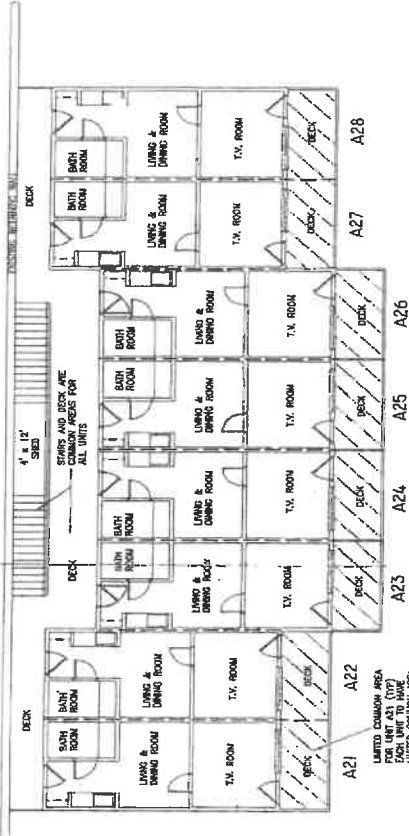 EXISTING RETAINING WALL
DECK
4' x 12'
SHED
STAIRS AND DECK ARE
COMMON AREAS FOR
ALL UNITS
DECK
DECK
BATH
ROOM
BATH
ROOM
BATH
ROOM
BATH
ROOM
BATH
ROOM
BATH
ROOM
BATH
ROOM
BATH
ROOM
LIVING &
DINING ROOM
LIVING &
DINING ROOM
LIVING &
DINING ROOM
LIVING &
DINING ROOM
LIVING &
DINING ROOM
LIVING &
DINING ROOM
LIVING &
DINING ROOM
LIVING &
DINING ROOM
T.V. ROOM
T.V. ROOM
T.V. ROOM
T.V. ROOM
T.V. ROOM
T.V. ROOM
T.V. ROOM
T.V. ROOM
DECK
DECK
DECK
DECK
DECK
DECK
DECK
DECK
A21
A22
A23
A24
A25
A26
A27
A28
LIMITED COMMON AREA
FOR UNIT A21 (TYP)
EACH UNIT TO HAVE